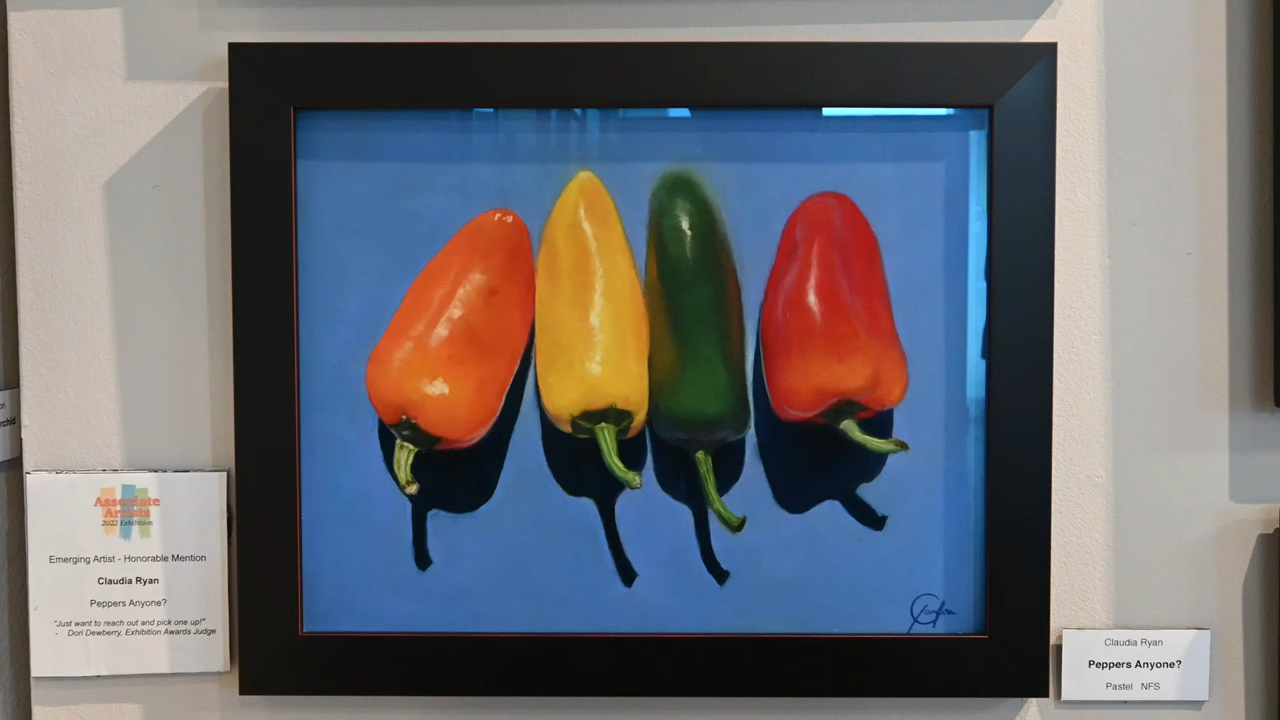 rchid
Associate
Artists
2022 Exhibition
Emerging Artist - Honorable Mention
Claudia Ryan
Peppers Anyone?
"Just want to reach out and pick one up!"
- Dori Dewberry, Exhibition Awards Judge
Claudia Ryan
Peppers Anyone?
Pastel NFS